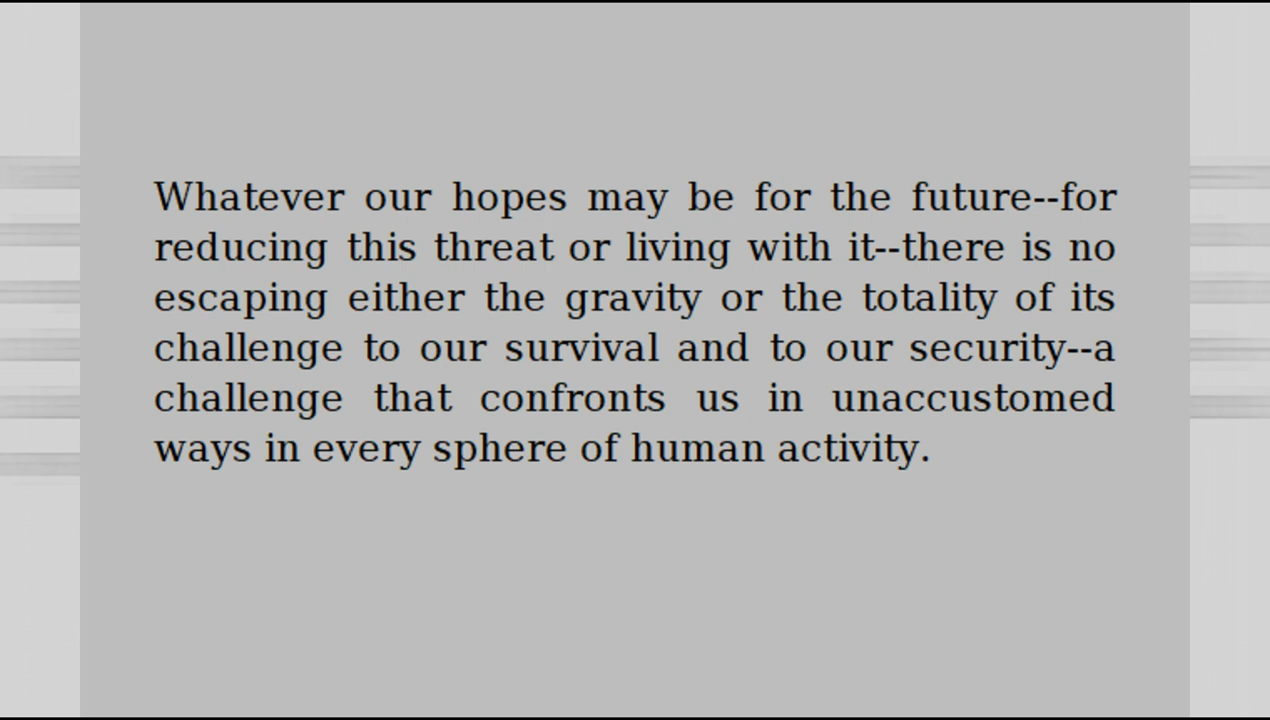 Whatever our hopes may be for the future--for
reducing this threat or living with it--there is no
escaping either the gravity or the totality of its
challenge to our survival and to our security--a
challenge that confronts us in unaccustomed
ways in every sphere of human activity.